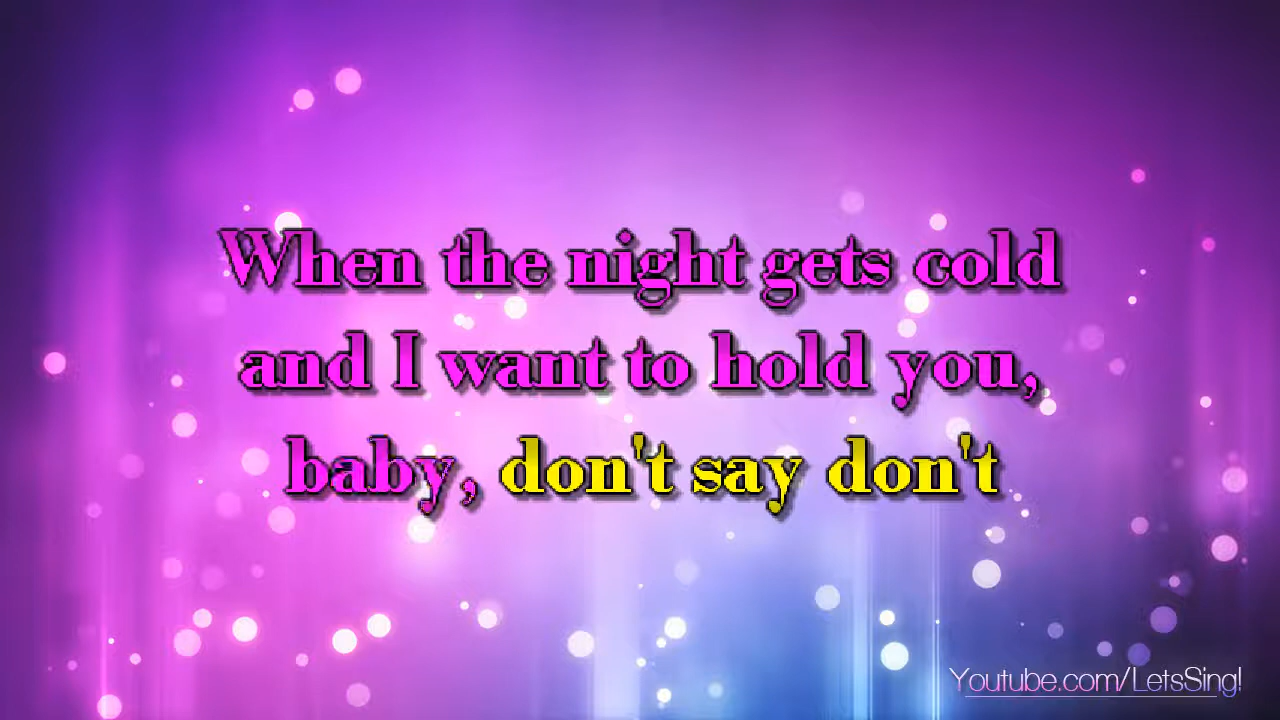 When the night gets cold
and I want to hold you,
baby, don't say don't
Youtube.com/LetsSing!